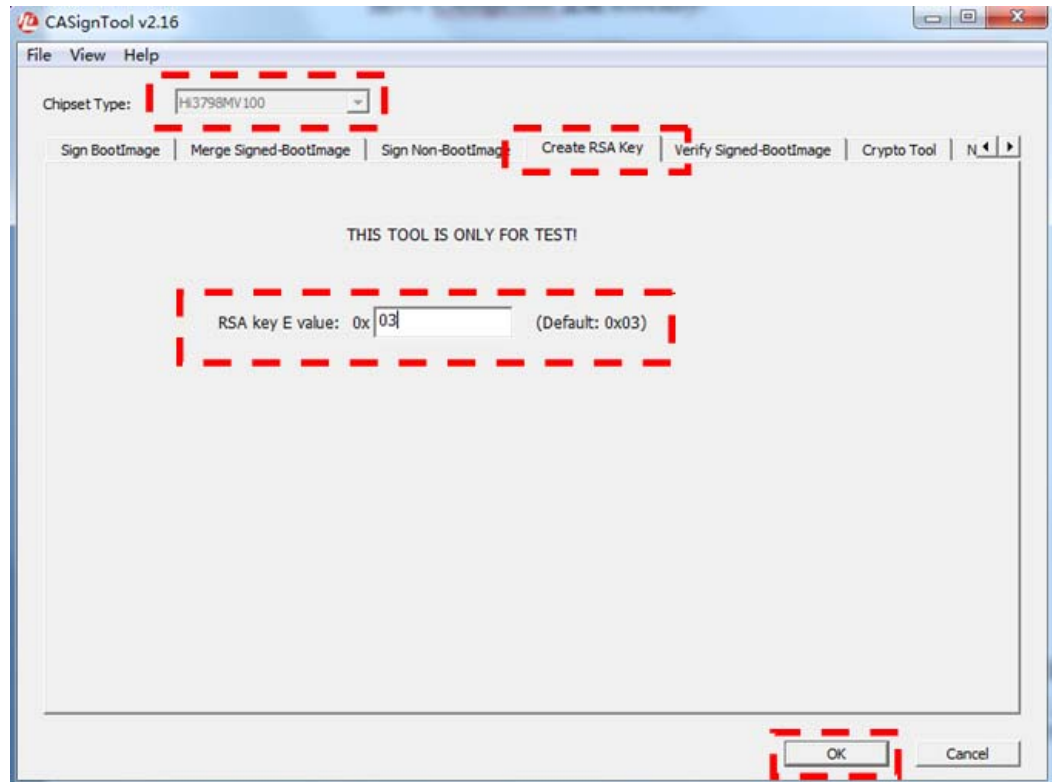 CASignTool v2.16
File View Help
Chipset Type: Hi3798MV100
Sign BootImage Merge Signed-BootImage Sign Non-BootImage Create RSA Key Verify Signed-BootImage Crypto Tool N
THIS TOOL IS ONLY FOR TEST!
RSA key E value: 0x 03 (Default: 0x03)
OK Cancel